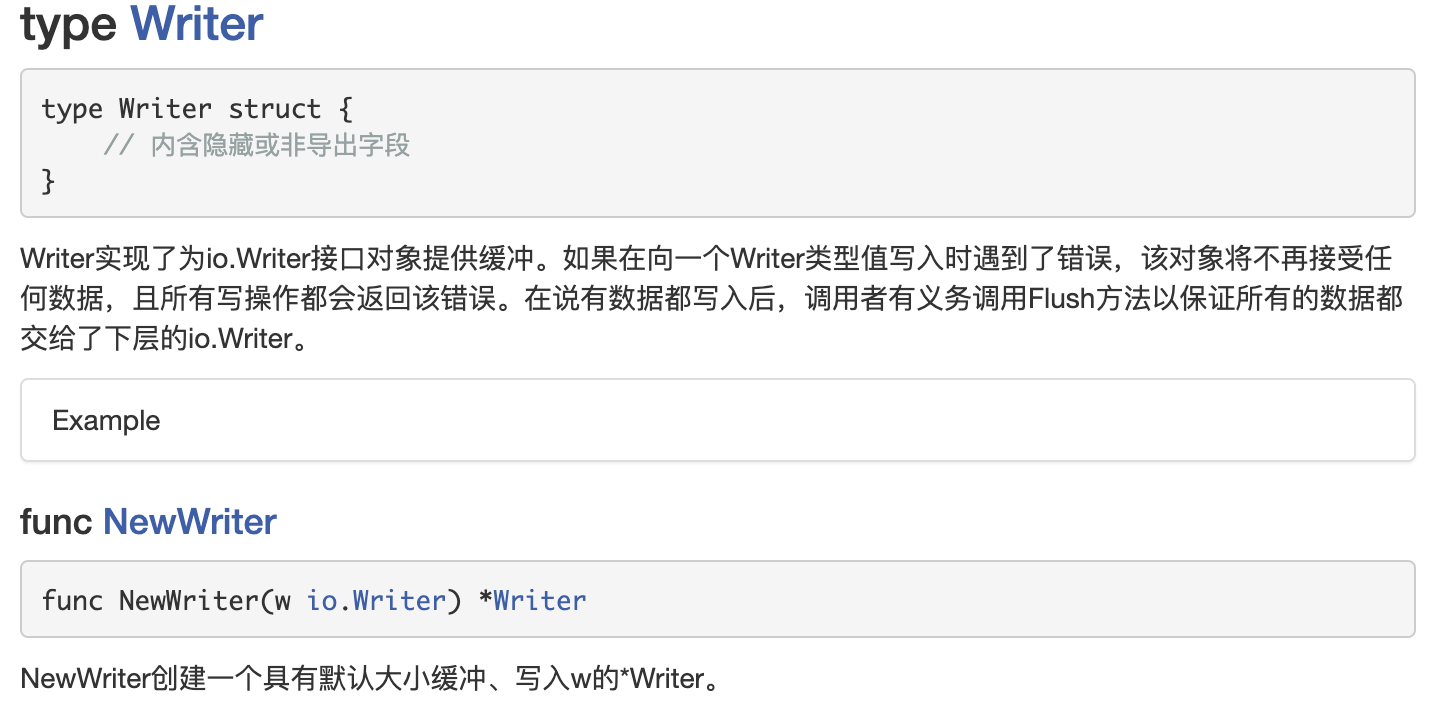 type Writer
type Writer struct {
    // 内含隐藏或非导出字段
}
Writer实现了为io.Writer接口对象提供缓冲。如果在向一个Writer类型值写入时遇到了错误，该对象将不再接受任
何数据，且所有写操作都会返回该错误。在说有数据都写入后，调用者有义务调用Flush方法以保证所有的数据都
交给了下层的io.Writer。
Example
func NewWriter
func NewWriter(w io.Writer) *Writer
NewWriter创建一个具有默认大小缓冲、写入w的*Writer。